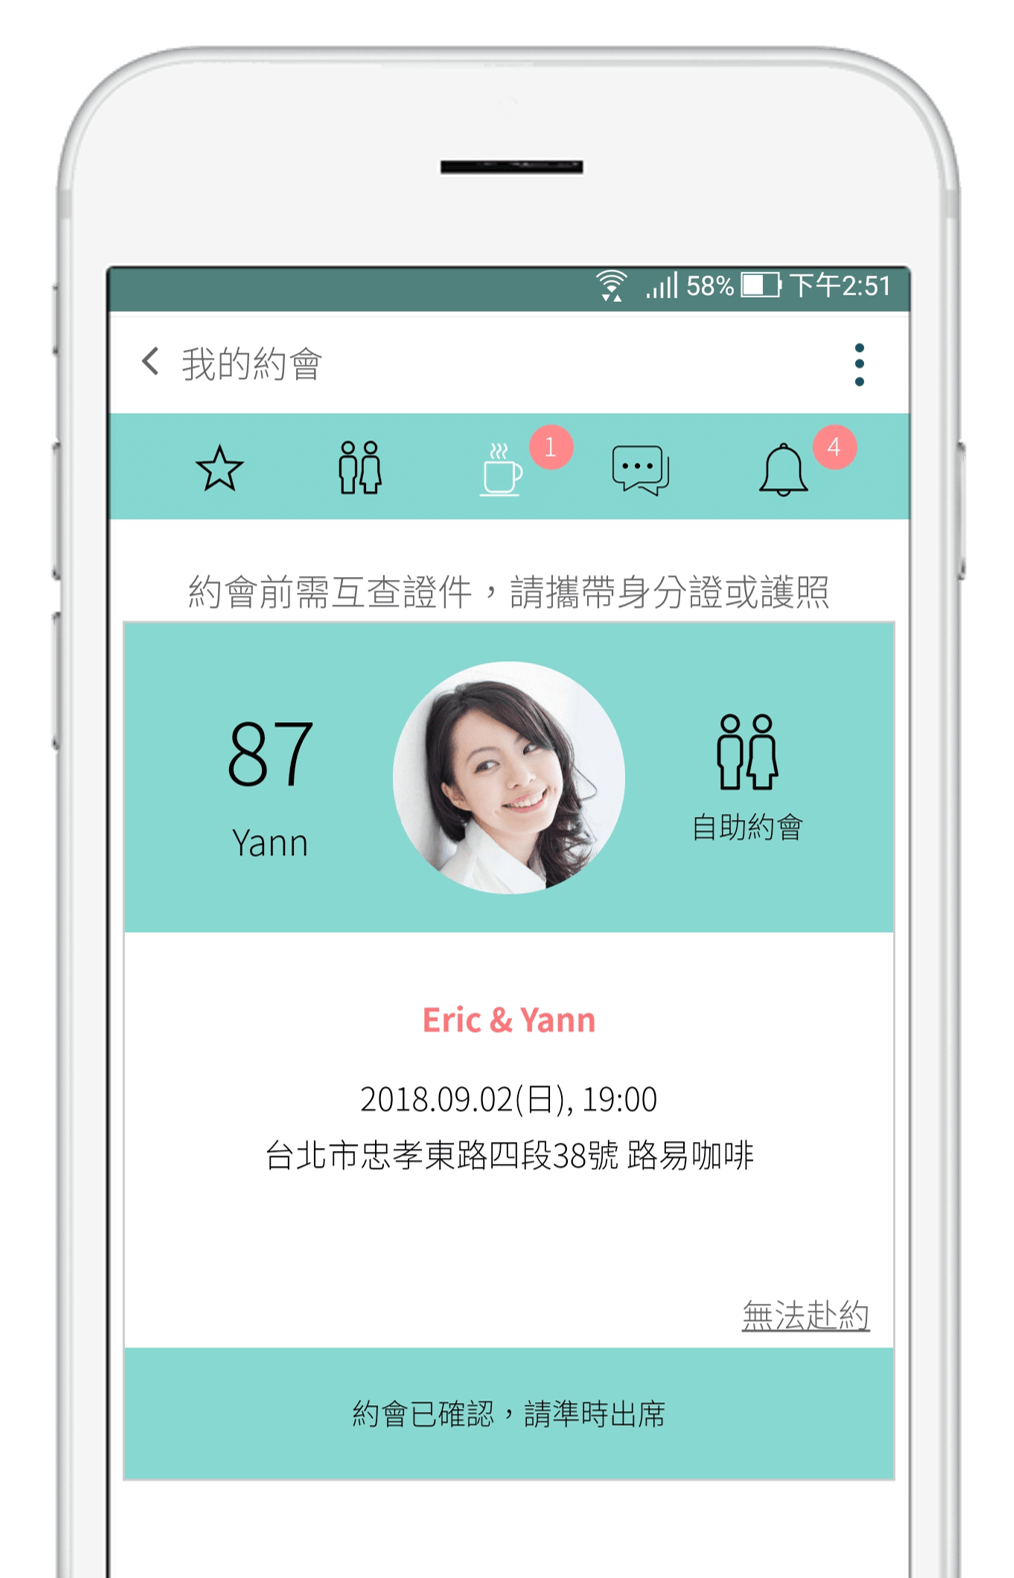 58% 下午2:51
我的約會
1
4
約會前需互查證件，請攜帶身分證或護照
87
Yann
自助約會
Eric & Yann
2018.09.02(日), 19:00
台北市忠孝東路四段38號 路易咖啡
無法赴約
約會已確認，請準時出席